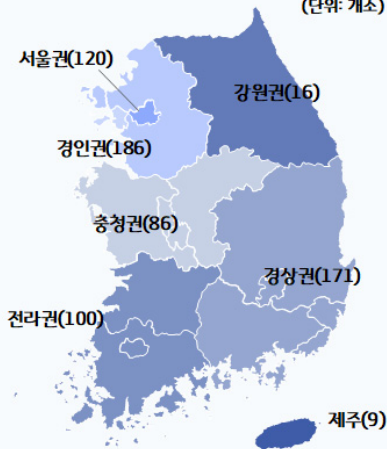 (단위: 개소)
서울권(120)
강원권(16)
경인권(186)
충청권(86)
경상권(171)
전라권(100)
제주(9)